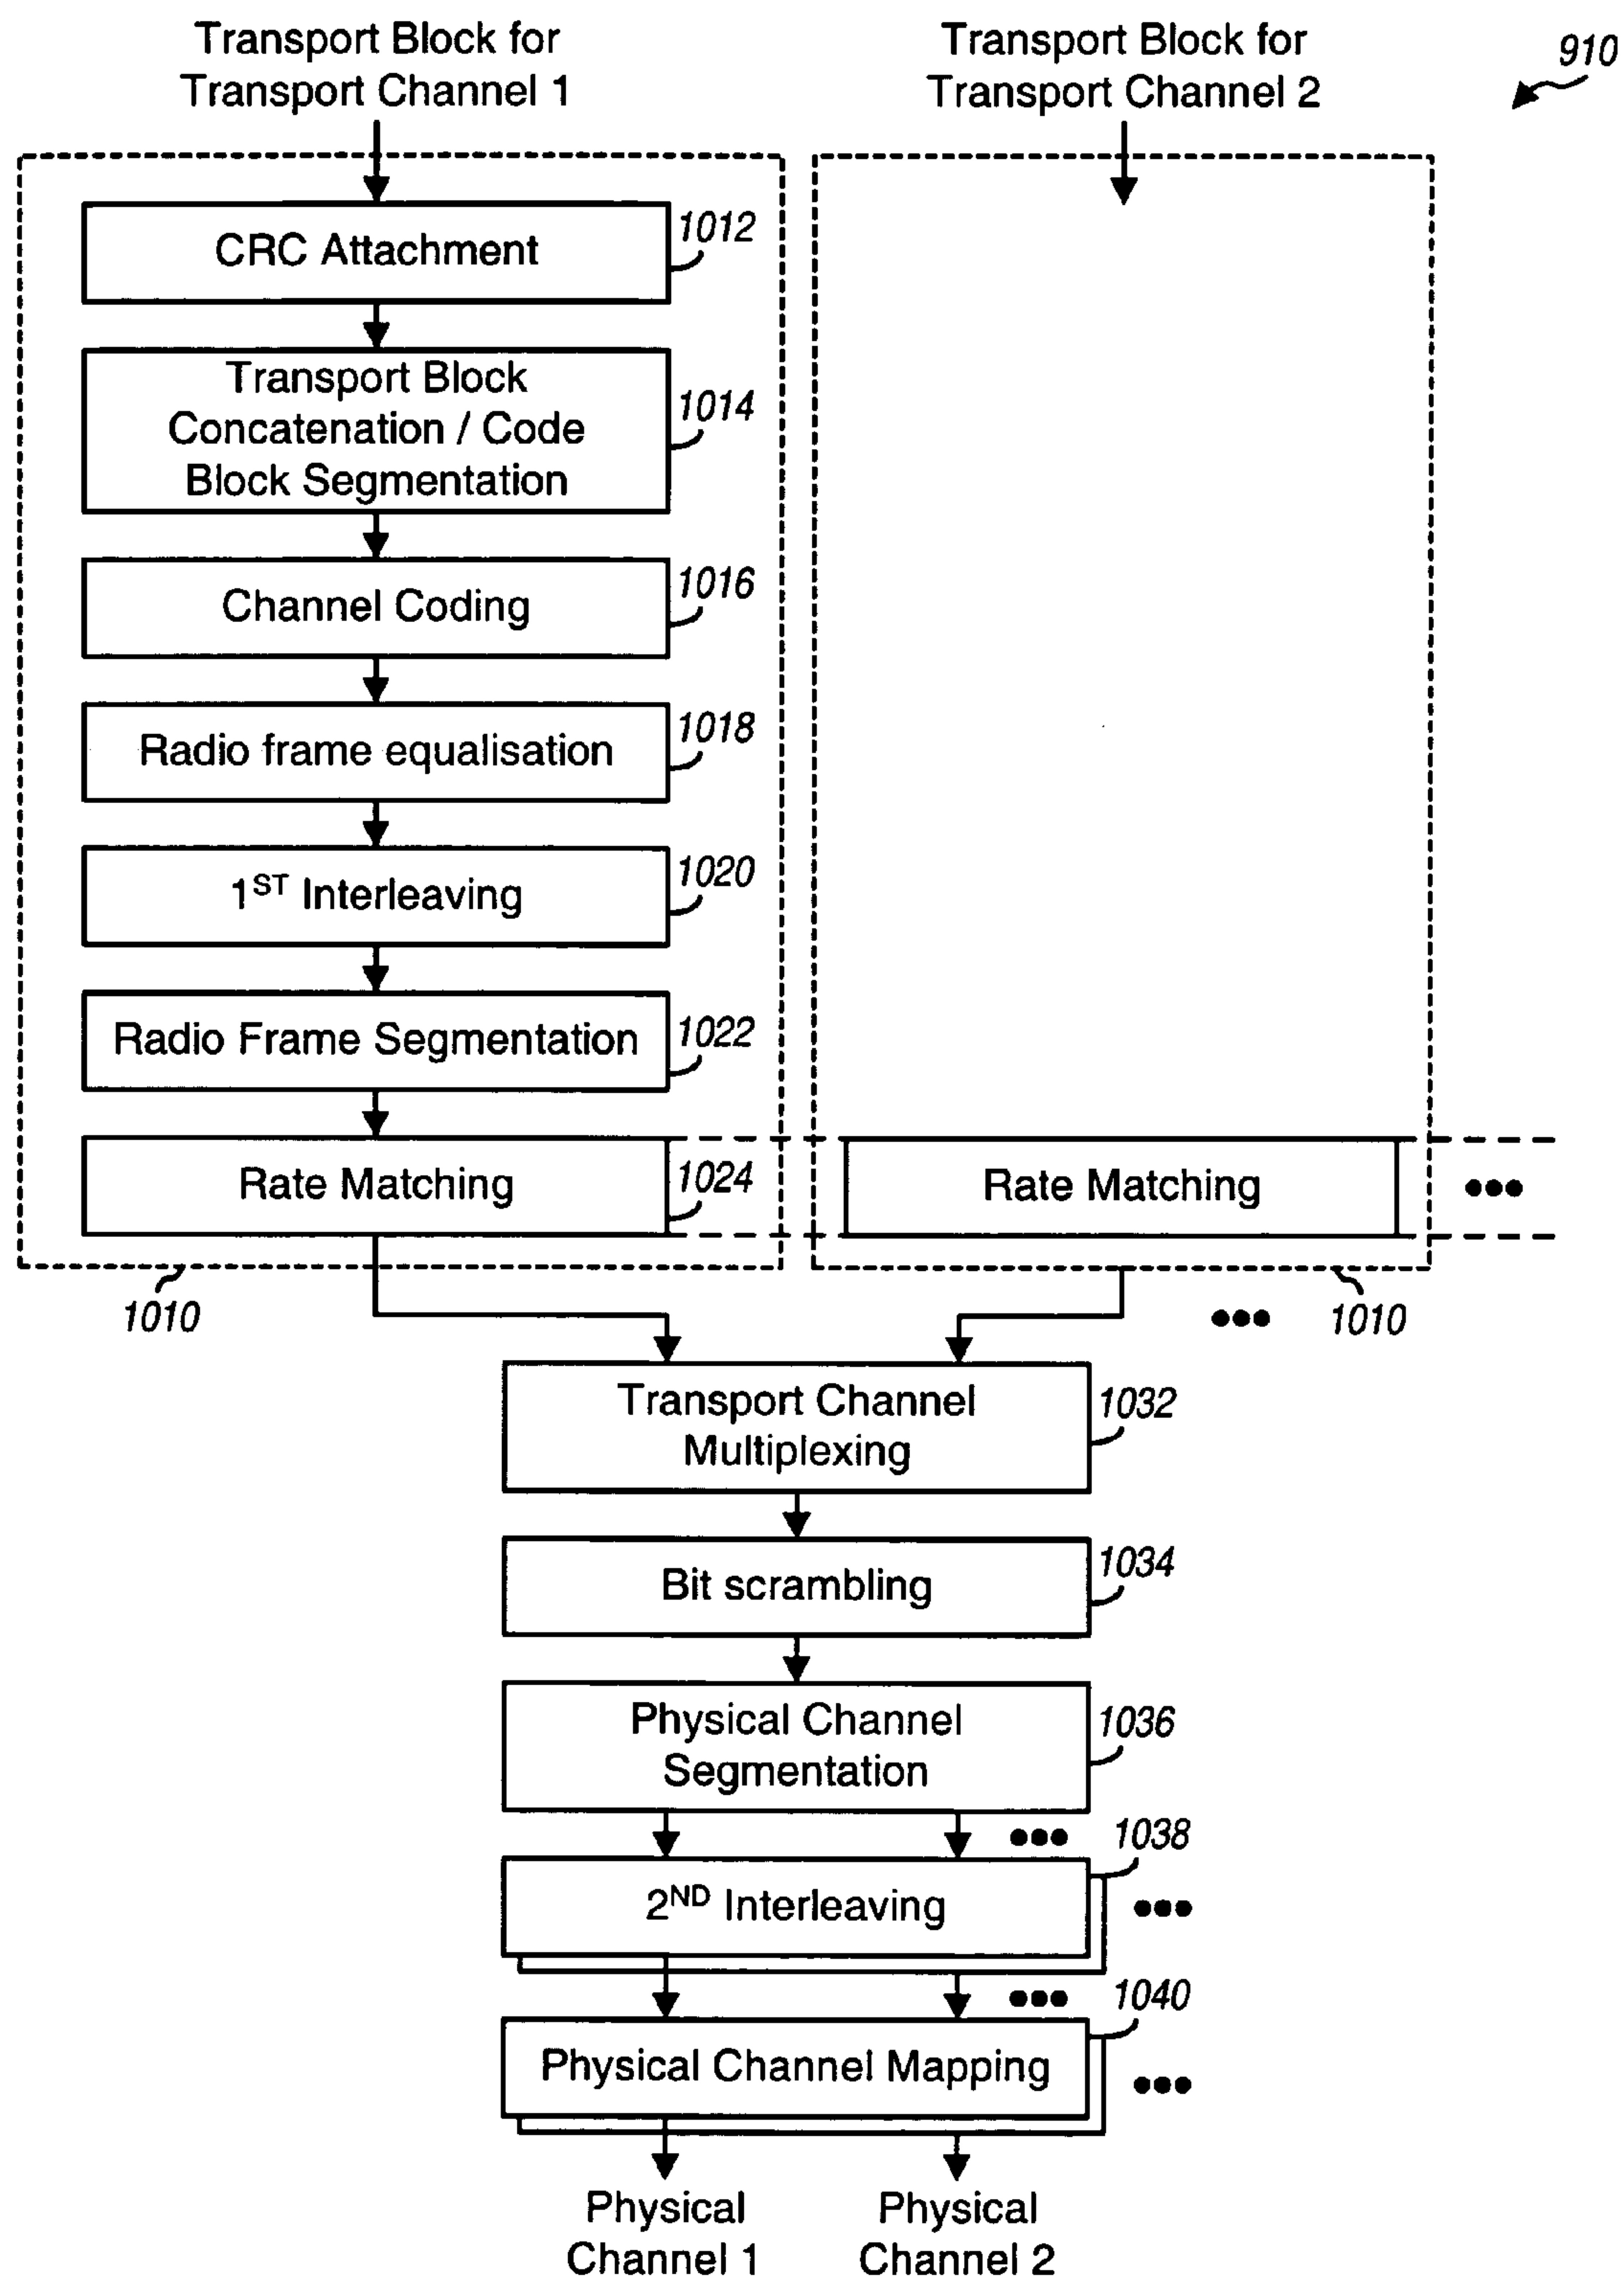 Transport Block for
Transport Channel 1
Transport Block for
Transport Channel 2
910
CRC Attachment
1012
Transport Block
Concatenation / Code
Block Segmentation
1014
Channel Coding
1016
Radio frame equalisation
1018
1ST Interleaving
1020
Radio Frame Segmentation
1022
Rate Matching
1024
Rate Matching
1010
1010
Transport Channel
Multiplexing
1032
Bit scrambling
1034
Physical Channel
Segmentation
1036
2ND Interleaving
1038
Physical Channel Mapping
1040
Physical
Channel 1
Physical
Channel 2